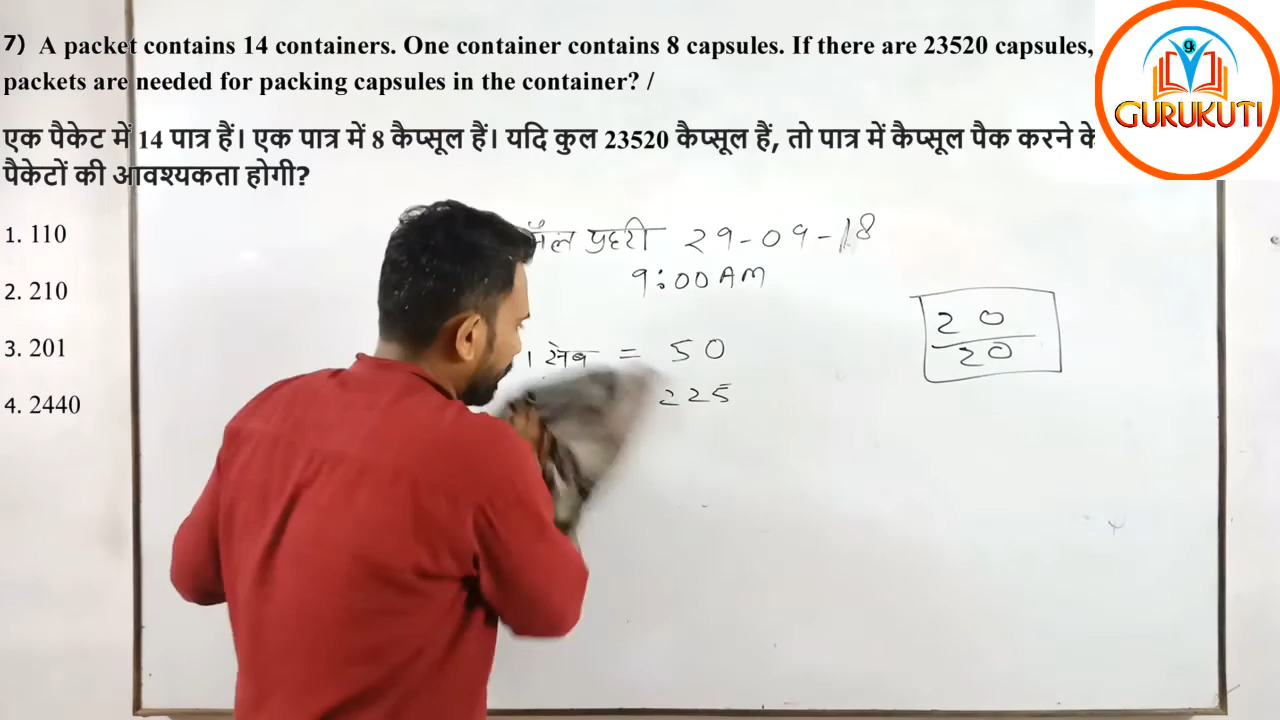 7) A packet contains 14 containers. One container contains 8 capsules. If there are 23520 capsules,
packets are needed for packing capsules in the container? /
एक पैकेट में 14 पात्र हैं। एक पात्र में 8 कैप्सूल हैं। यदि कुल 23520 कैप्सूल हैं, तो पात्र में कैप्सूल पैक करने के
पैकेटों की आवश्यकता होगी?
1. 110
2. 210
3. 201
4. 2440
GURUKUTI
प्रहरी 29-09-18
9:00AM
20
20
1 सेब = 50
225